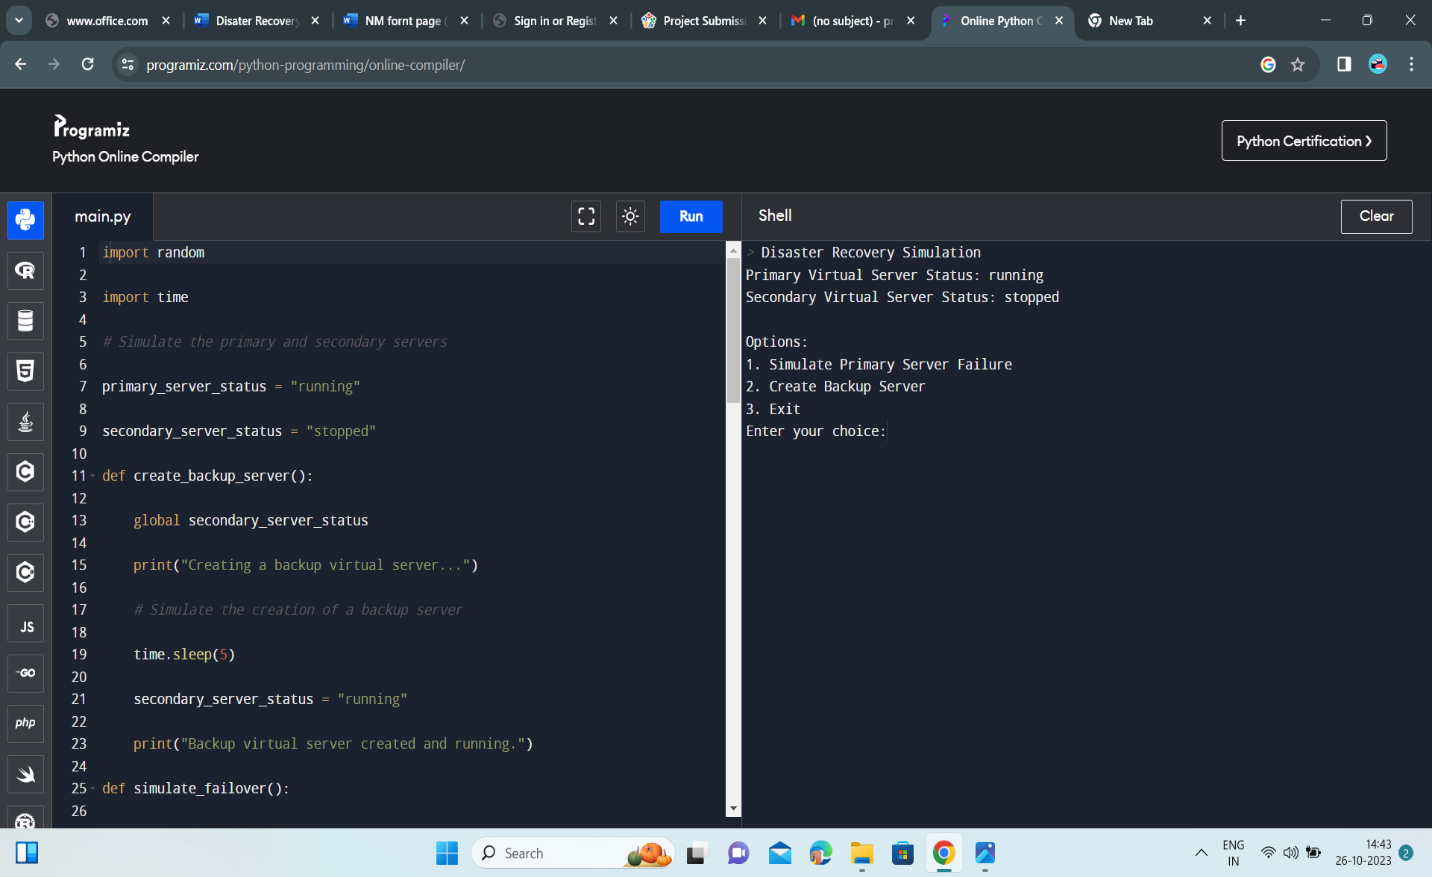 www.office.com
Disater Recovery
NM fornt page (
Sign in or Regist
Project Submiss
(no subject) - pr
Online Python C
New Tab
programiz.com/python-programming/online-compiler/
Programiz
Python Online Compiler
Python Certification ❯
main.py
Run
Shell
Clear
1 import random
2
3 import time
4
5 # Simulate the primary and secondary servers
6
7 primary_server_status = "running"
8
9 secondary_server_status = "stopped"
10
11 def create_backup_server():
12
13 global secondary_server_status
14
15 print("Creating a backup virtual server...")
16
17 # Simulate the creation of a backup server
18
19 time.sleep(5)
20
21 secondary_server_status = "running"
22
23 print("Backup virtual server created and running.")
24
25 def simulate_failover():
26
> Disaster Recovery Simulation
Primary Virtual Server Status: running
Secondary Virtual Server Status: stopped
Options:
1. Simulate Primary Server Failure
2. Create Backup Server
3. Exit
Enter your choice:
JS
GO
php
Search
ENG
IN
14:43
26-10-2023
2